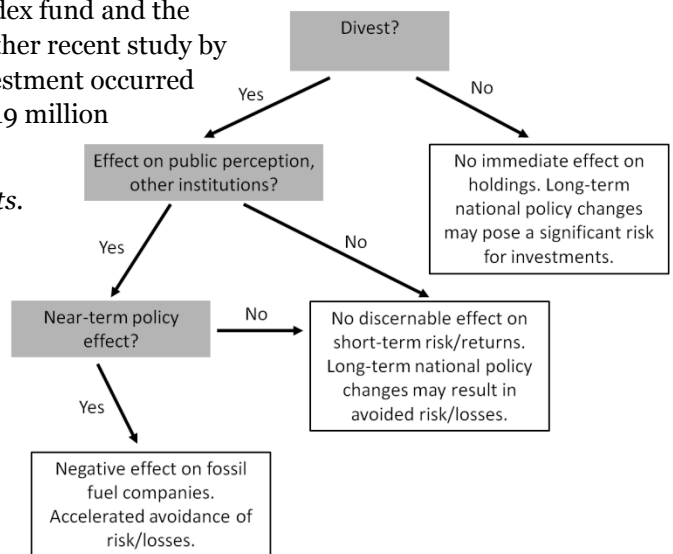 dex fund and the
ther recent study by
estment occurred
19 million
ts.
Divest?
Yes
No
Effect on public perception,
other institutions?
No immediate effect on
holdings. Long-term
national policy changes
may pose a significant risk
for investments.
Yes
No
Near-term policy
effect?
No
No discernable effect on
short-term risk/returns.
Long-term national policy
changes may result in
avoided risk/losses.
Yes
Negative effect on fossil
fuel companies.
Accelerated avoidance of
risk/losses.